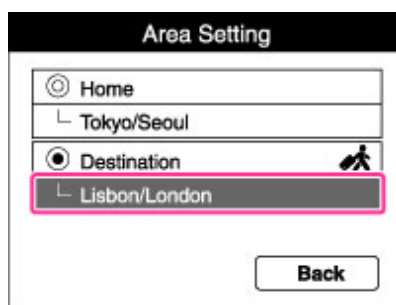 Area Setting
Home
Tokyo/Seoul
Destination
Lisbon/London
Back